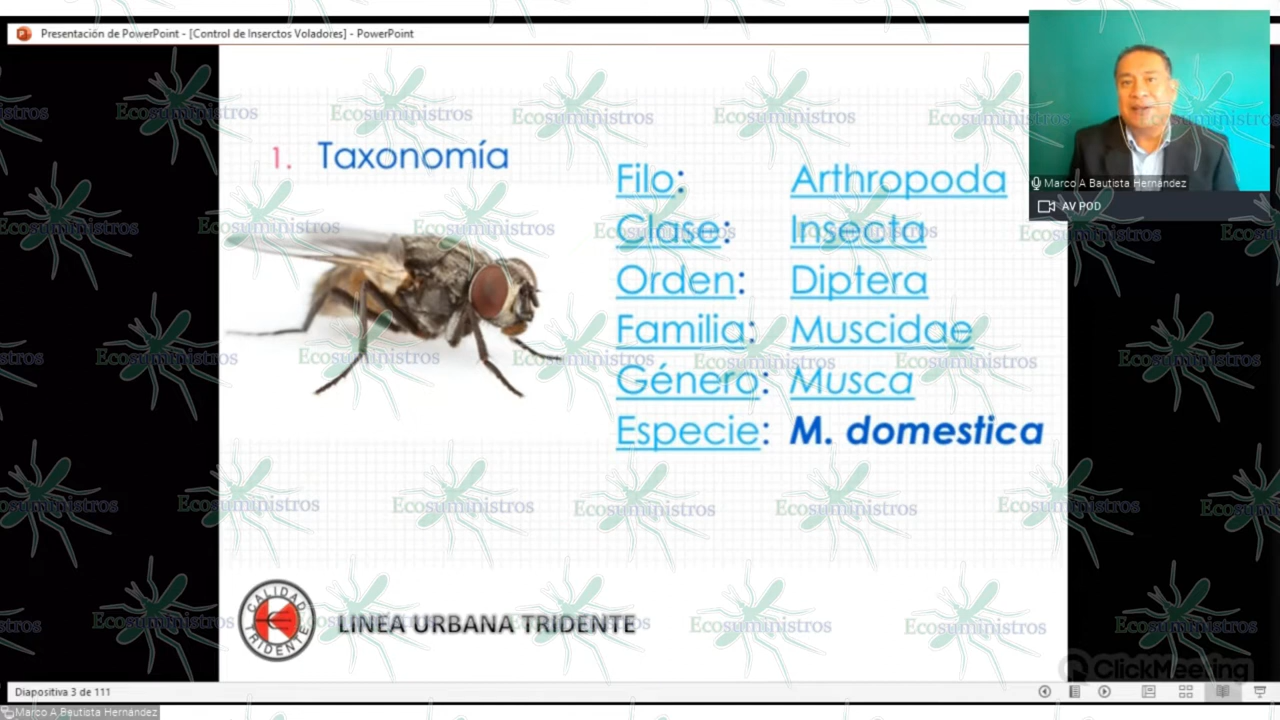 Presentación de PowerPoint - [Control de Inserctos Voladores] - PowerPoint
1. Taxonomía
Filo: Arthropoda
Clase: Insecta
Orden: Diptera
Familia: Muscidae
Género: Musca
Especie: M. domestica
CALIDAD
TRIDENTE
LINEA URBANA TRIDENTE
Marco A Bautista Hernández
AV POD
Ecosuministros
ClickMeeting
Diapositiva 3 de 111
Marco A Bautista Hernández